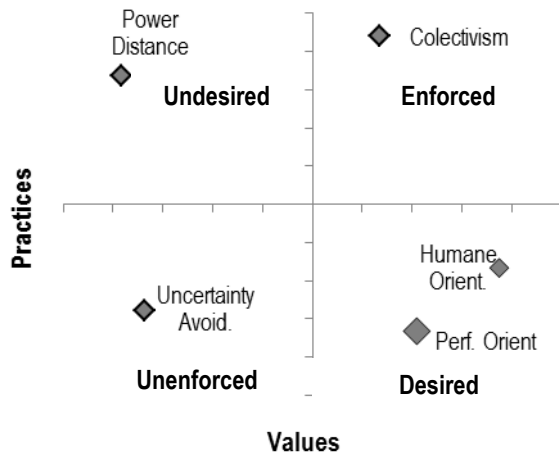 Power
Distance
Colectivism
Undesired
Enforced
Practices
Humane
Orient.
Uncertainty
Avoid.
Perf. Orient
Unenforced
Desired
Values